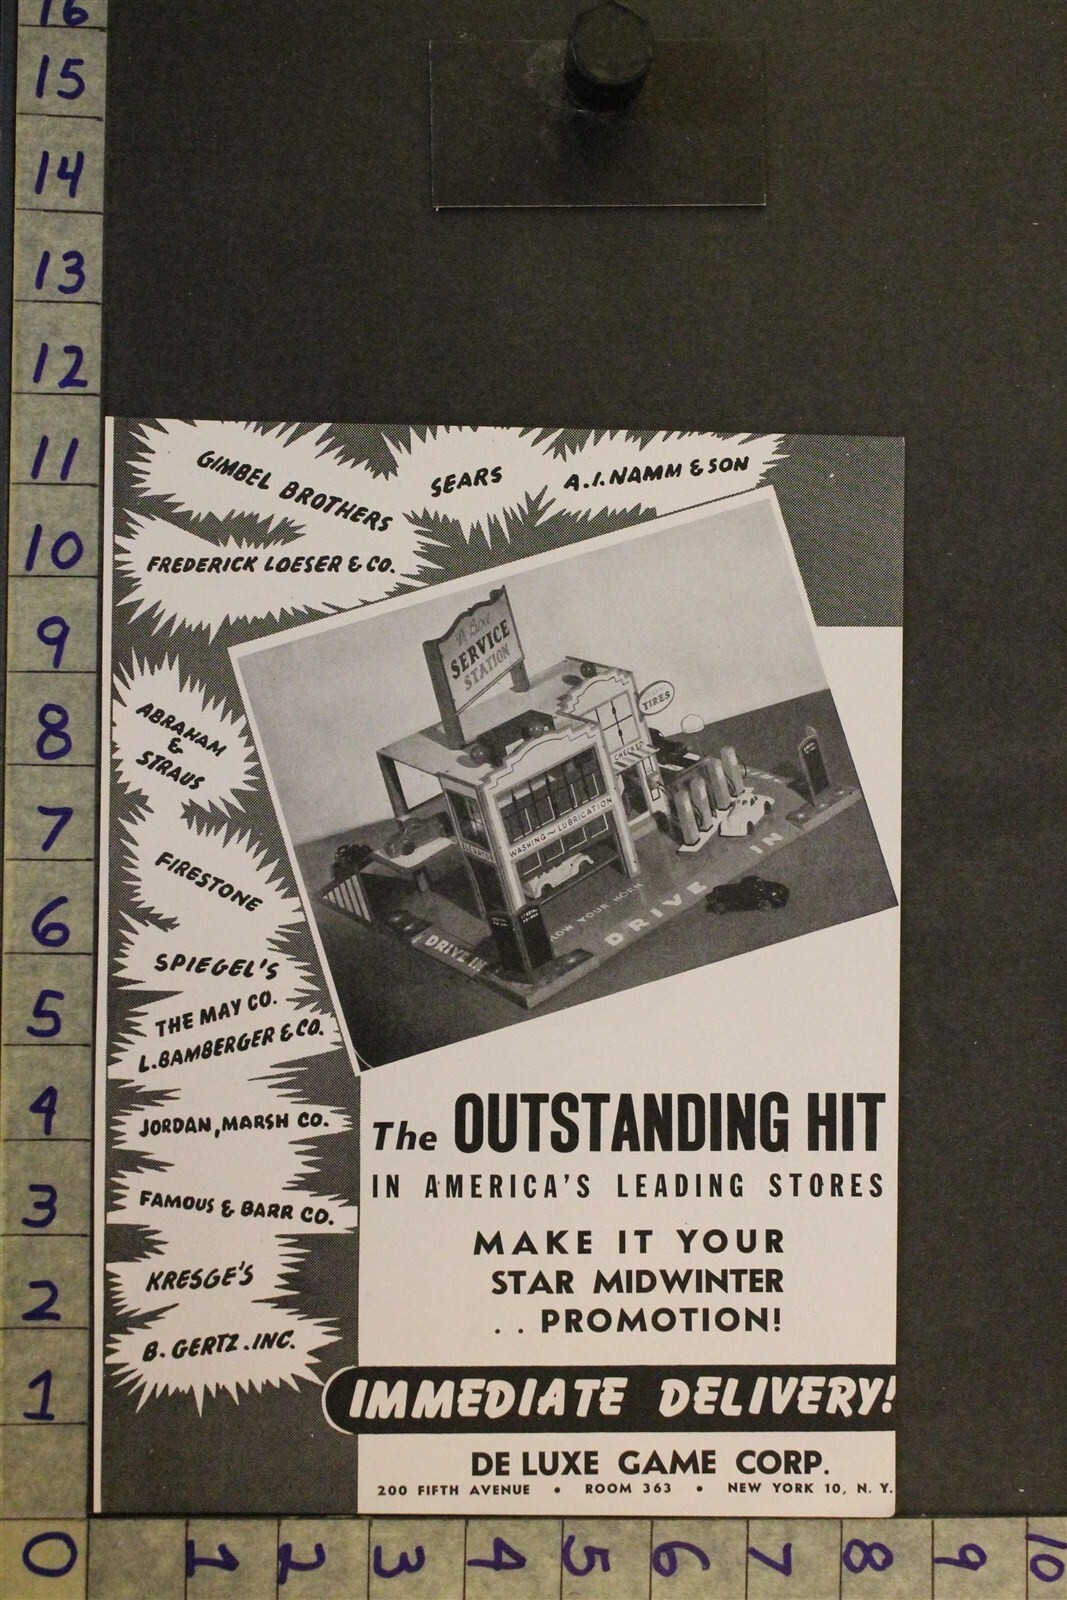 16
15
14
13
12
11
10
9
8
7
6
5
4
3
2
1
0
1
2
3
4
5
6
7
8
9
10
GIMBEL BROTHERS
SEARS
A.I. NAMM & SON
FREDERICK LOESER & CO.
ABRAHAM
&
STRAUS
FIRESTONE
SPIEGEL'S
THE MAY CO.
L. BAMBERGER & CO.
JORDAN, MARSH CO.
FAMOUS & BARR CO.
KRESGE'S
B. GERTZ. INC.
De Luxe
SERVICE
STATION
TIRES
CHECKED
WASHING~LUBRICATION
BLOW YOUR HORN
DRIVE IN
DRIVE IN
The OUTSTANDING HIT
IN AMERICA'S LEADING STORES
MAKE IT YOUR
STAR MIDWINTER
. . PROMOTION!
IMMEDIATE DELIVERY!
DE LUXE GAME CORP.
200 FIFTH AVENUE • ROOM 363 • NEW YORK 10, N. Y.